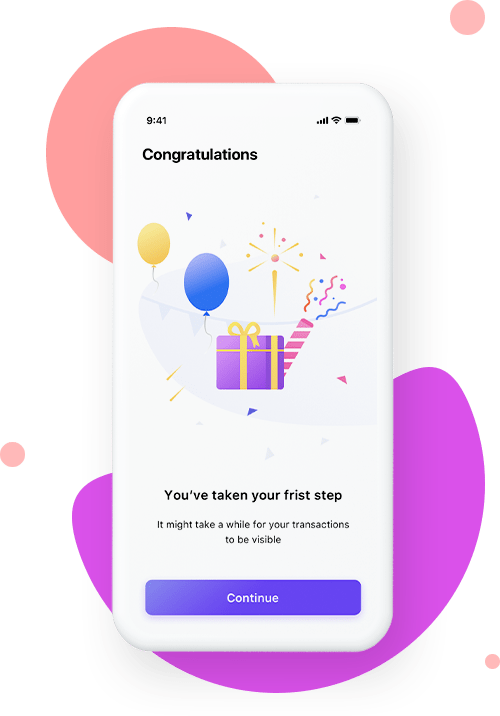 9:41
Congratulations
You've taken your frist step
It might take a while for your transactions
to be visible
Continue